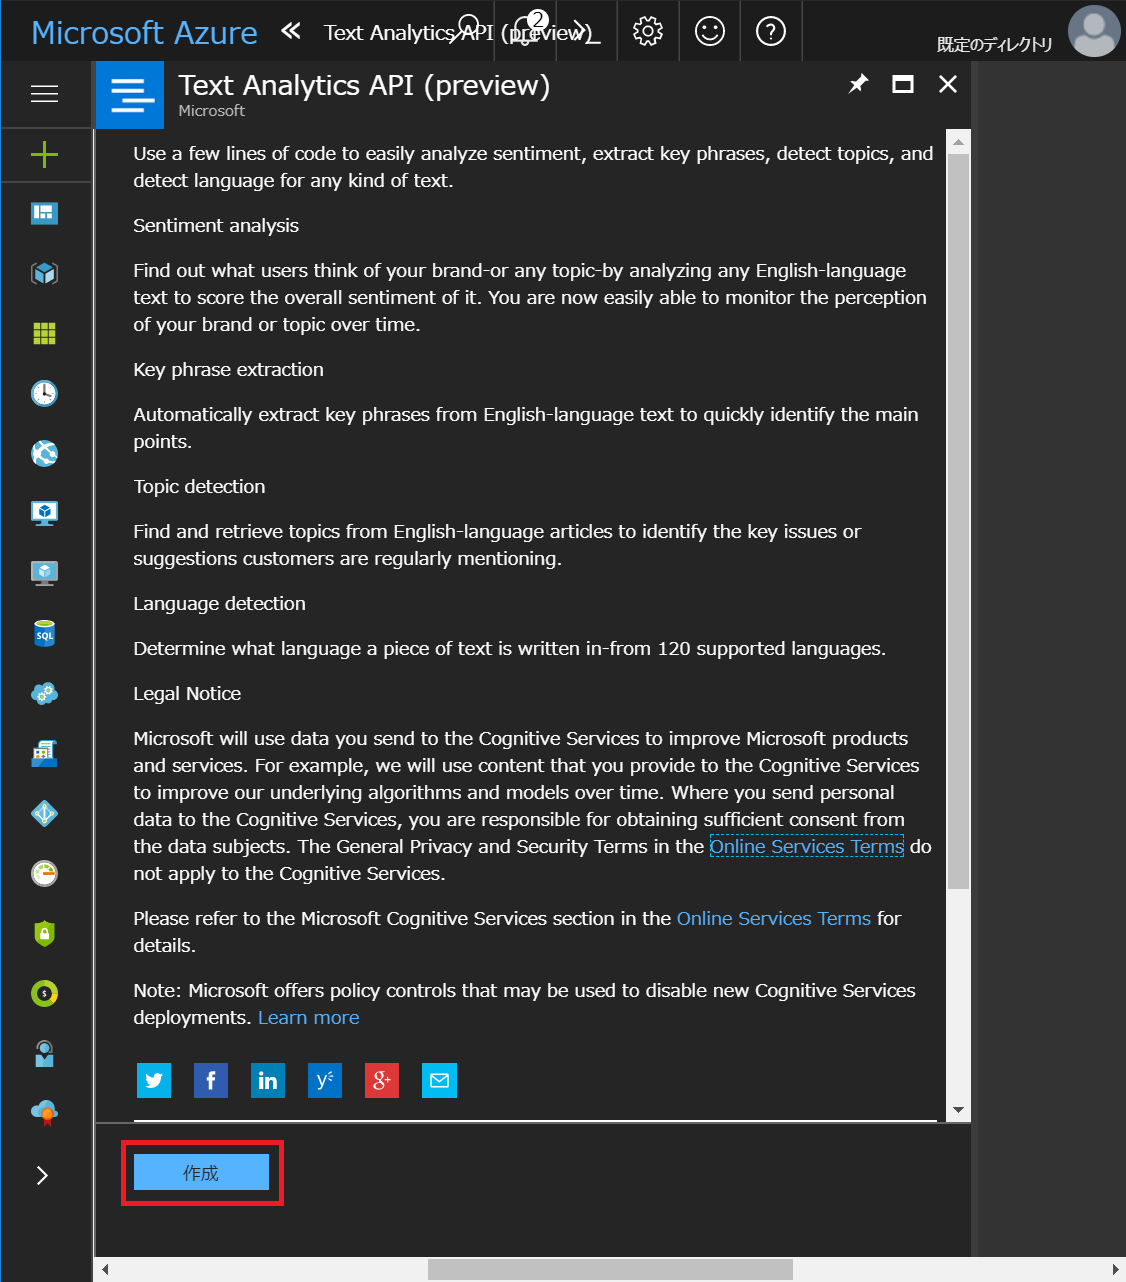 Microsoft Azure
Text Analytics API (preview)
2
既定のディレクトリ
Text Analytics API (preview)
Microsoft
Use a few lines of code to easily analyze sentiment, extract key phrases, detect topics, and
detect language for any kind of text.
Sentiment analysis
Find out what users think of your brand-or any topic-by analyzing any English-language
text to score the overall sentiment of it. You are now easily able to monitor the perception
of your brand or topic over time.
Key phrase extraction
Automatically extract key phrases from English-language text to quickly identify the main
points.
Topic detection
Find and retrieve topics from English-language articles to identify the key issues or
suggestions customers are regularly mentioning.
Language detection
Determine what language a piece of text is written in-from 120 supported languages.
Legal Notice
Microsoft will use data you send to the Cognitive Services to improve Microsoft products
and services. For example, we will use content that you provide to the Cognitive Services
to improve our underlying algorithms and models over time. Where you send personal
data to the Cognitive Services, you are responsible for obtaining sufficient consent from
the data subjects. The General Privacy and Security Terms in the Online Services Terms do
not apply to the Cognitive Services.
Please refer to the Microsoft Cognitive Services section in the Online Services Terms for
details.
Note: Microsoft offers policy controls that may be used to disable new Cognitive Services
deployments. Learn more
SQL
作成